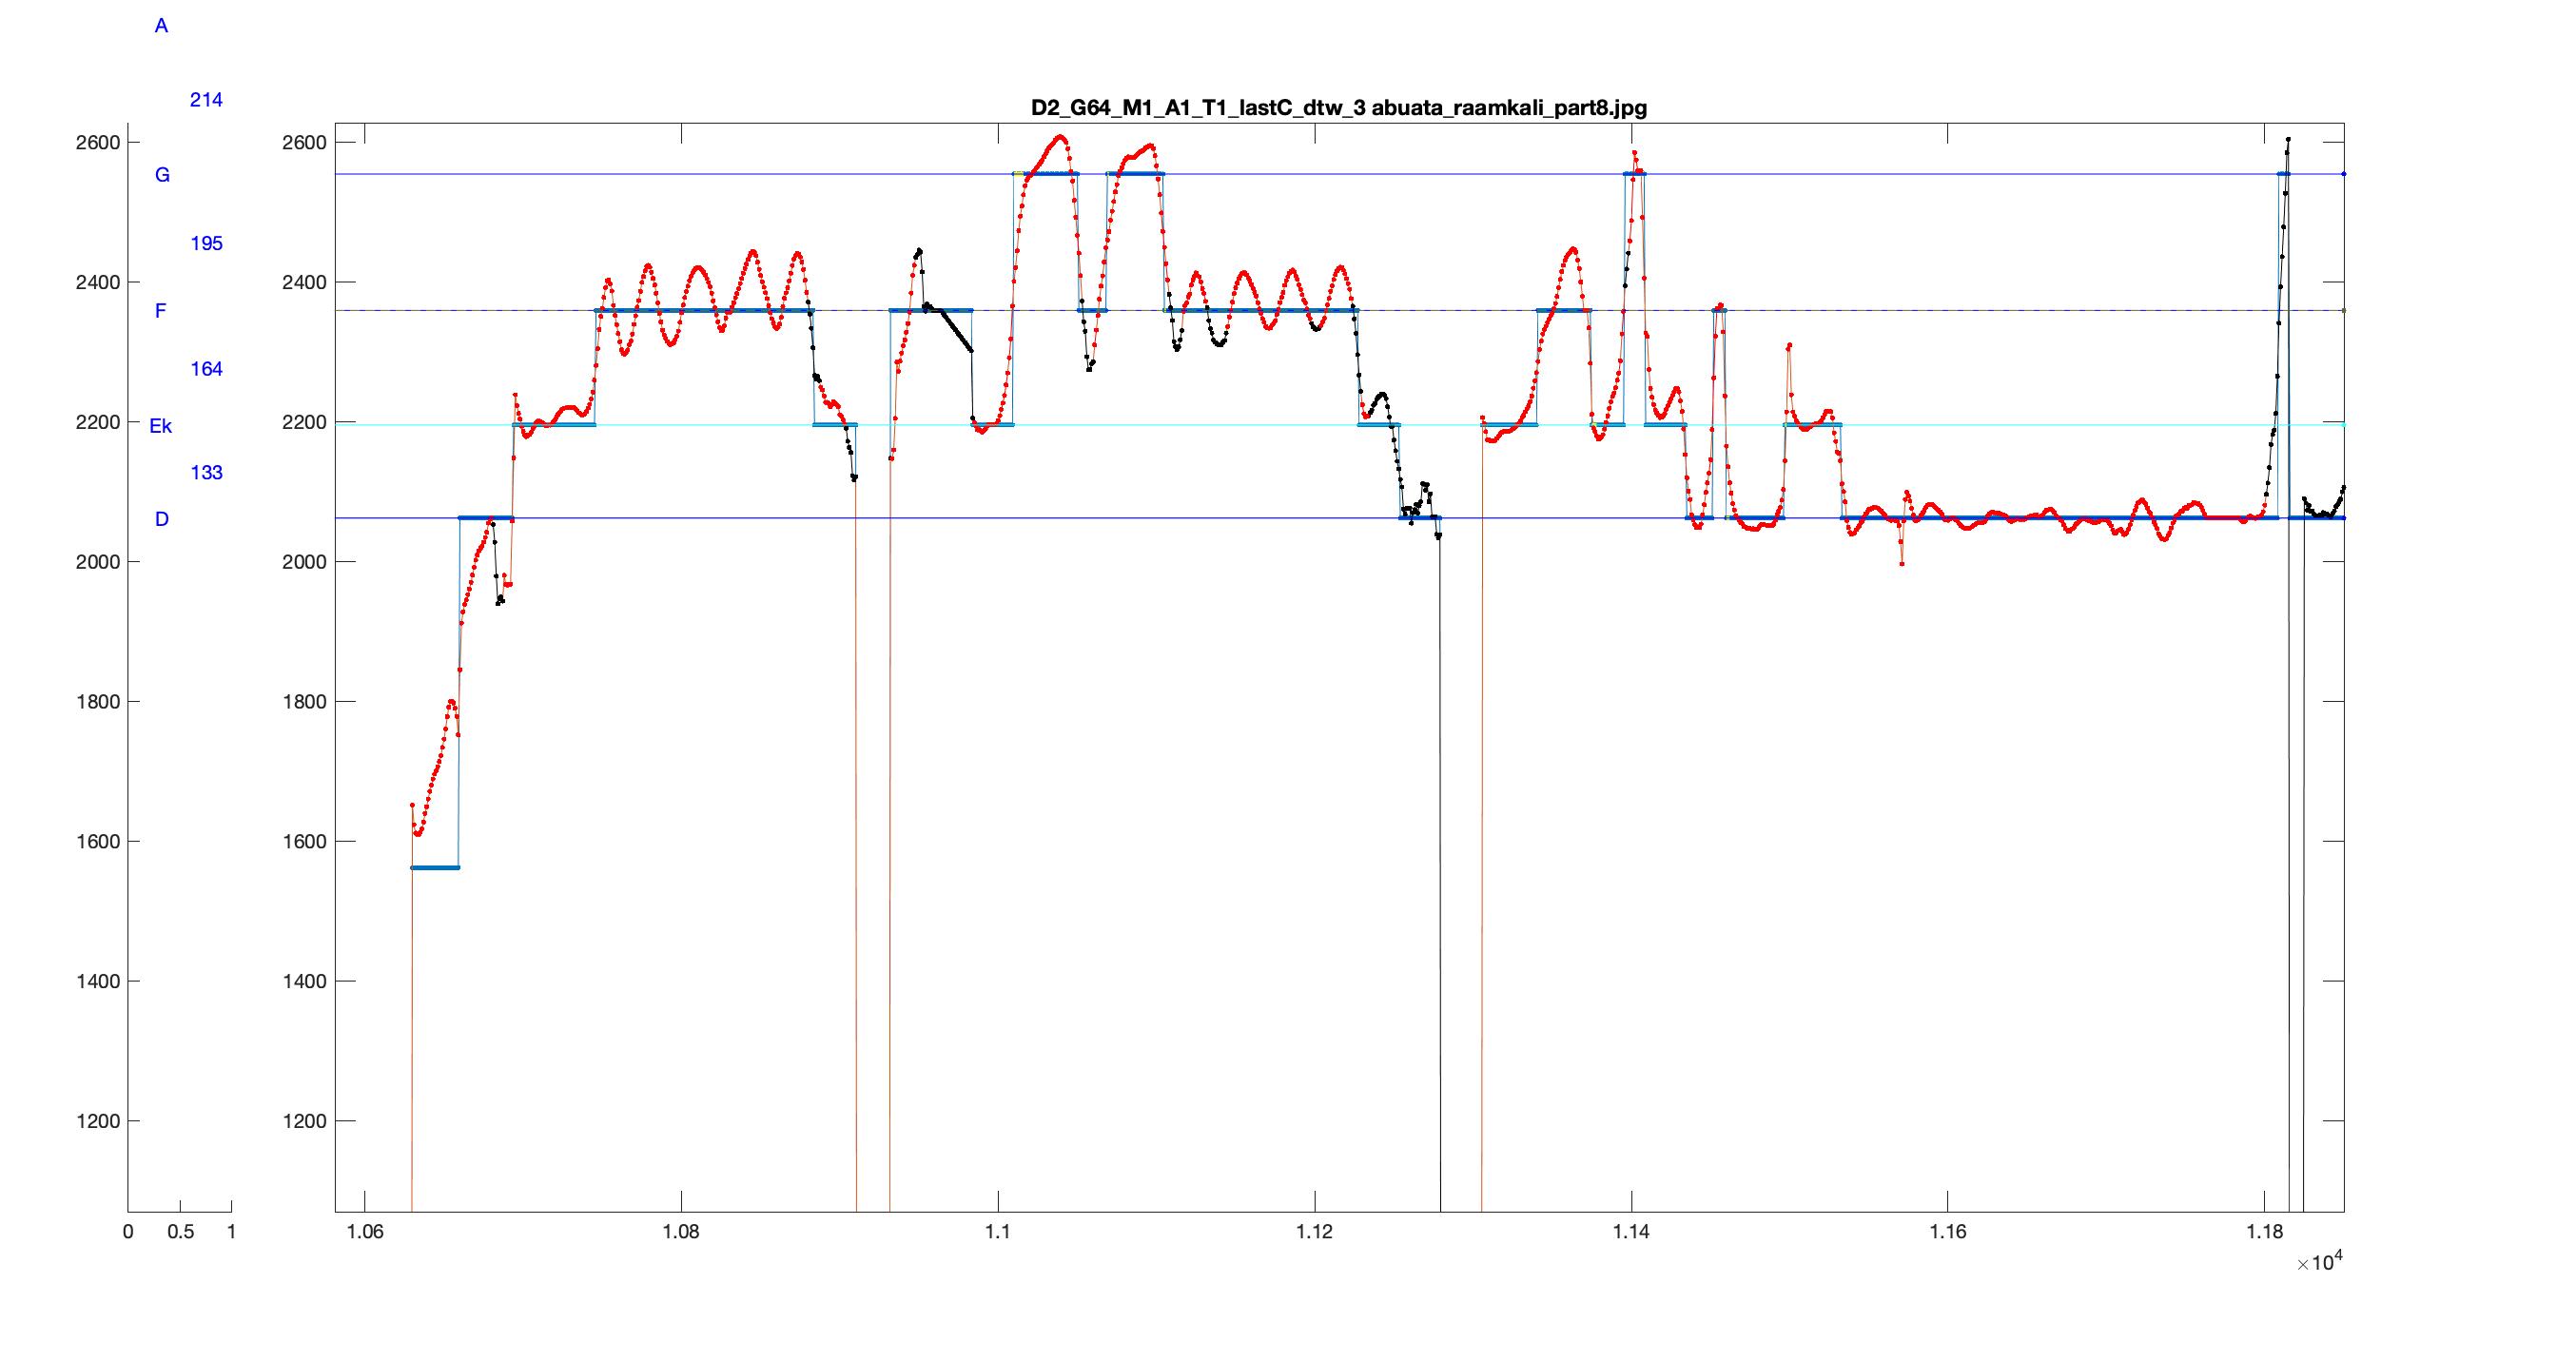 A
214
D2_G64_M1_A1_T1_lastC_dtw_3 abuata_raamkali_part8.jpg
2600 2600
G
195
2400 2400
F
164
2200 Ek 2200
133
D
2000 2000
1800 1800
1600 1600
1400 1400
1200 1200
0 0.5 1 1.06 1.08 1.1 1.12 1.14 1.16 1.18
×10^4